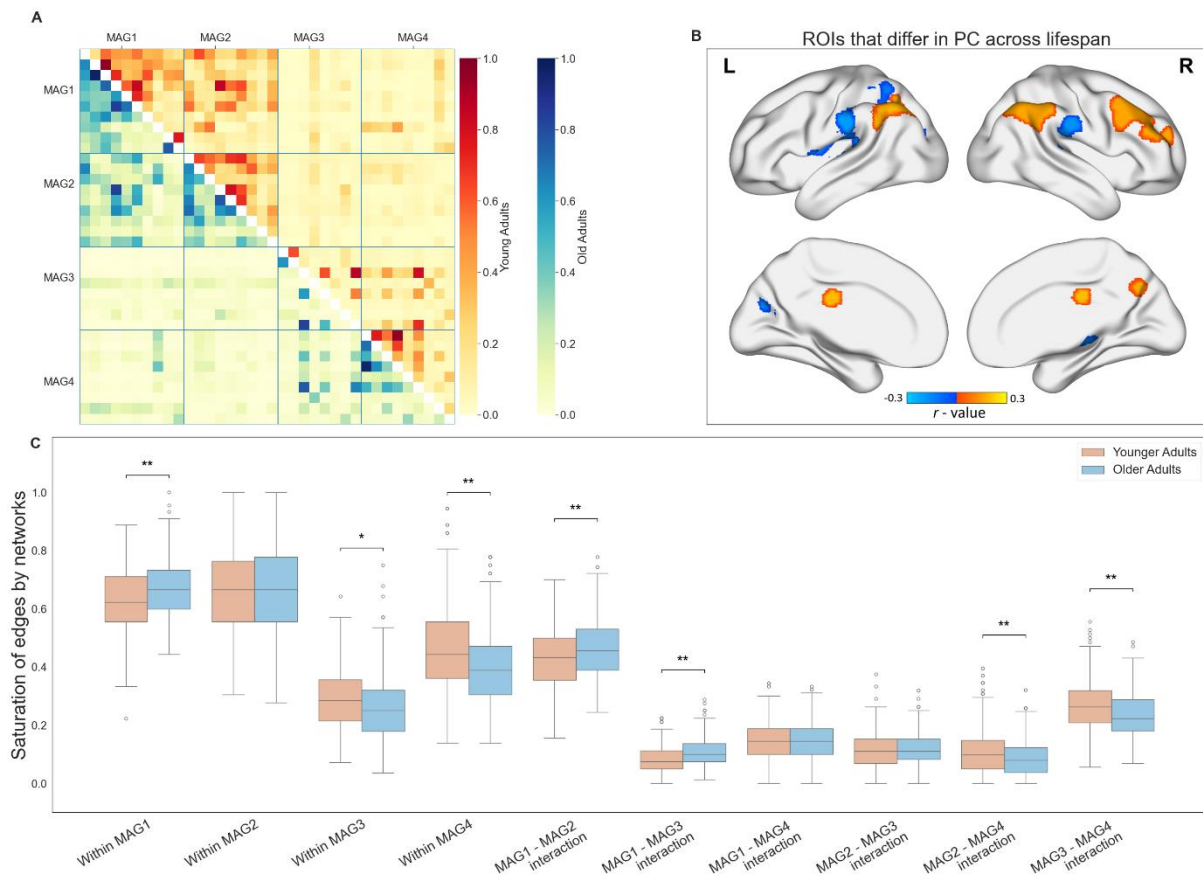 A
MAG1 MAG2 MAG3 MAG4
MAG1
MAG2
MAG3
MAG4
1.0
0.8
0.6
0.4
0.2
0.0
Young Adults
1.0
0.8
0.6
0.4
0.2
0.0
Old Adults
B
ROIs that differ in PC across lifespan
L R
-0.3 0.3
r - value
C
Younger Adults
Older Adults
Saturation of edges by networks
1.0
0.8
0.6
0.4
0.2
0.0
**
*
**
**
**
**
**
Within MAG1
Within MAG2
Within MAG3
Within MAG4
MAG1 - MAG2
interaction
MAG1 - MAG3
interaction
MAG1 - MAG4
interaction
MAG2 - MAG3
interaction
MAG2 - MAG4
interaction
MAG3 - MAG4
interaction